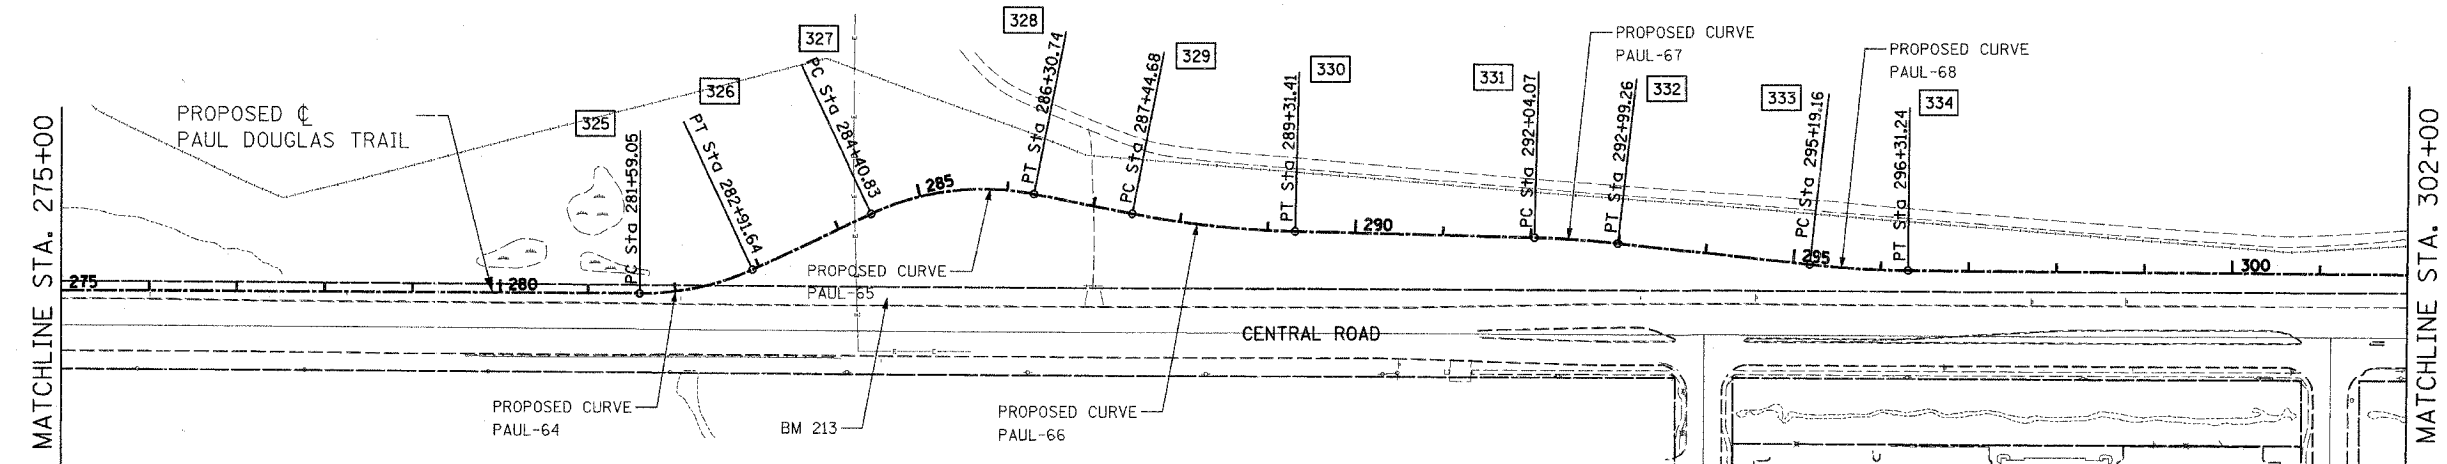 MATCHLINE STA. 275+00
PROPOSED ℄
PAUL DOUGLAS TRAIL
325
326
327
328
329
330
331
332
333
334
PC Sta 281+59.05
PT Sta 282+91.64
PC Sta 284+40.83
PT Sta 286+30.74
PC Sta 287+44.68
PT Sta 289+31.41
PC Sta 292+04.07
PT Sta 292+99.26
PC Sta 295+19.16
PT Sta 296+31.24
PROPOSED CURVE
PAUL-67
PROPOSED CURVE
PAUL-68
275
280
285
290
295
300
PROPOSED CURVE
PAUL-65
CENTRAL ROAD
PROPOSED CURVE
PAUL-64
BM 213
PROPOSED CURVE
PAUL-66
MATCHLINE STA. 302+00